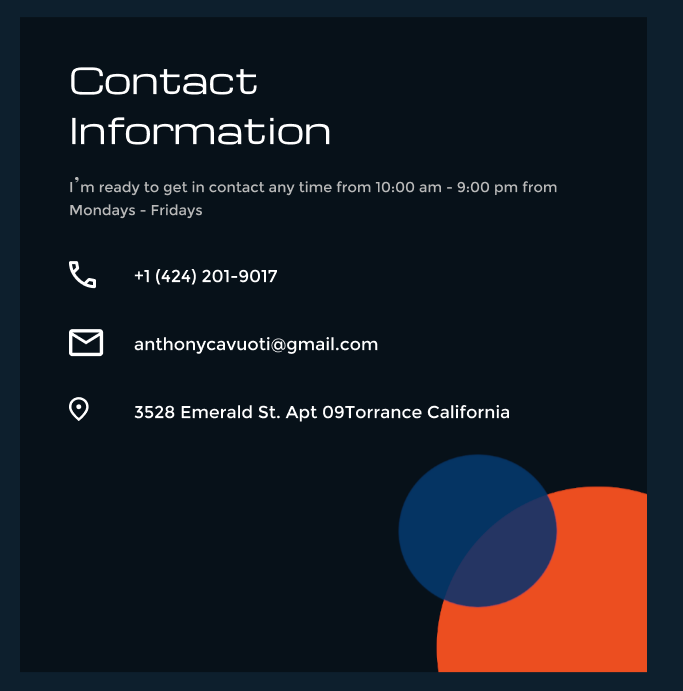 Contact
Information
I’m ready to get in contact any time from 10:00 am - 9:00 pm from
Mondays - Fridays
+1 (424) 201-9017
anthonycavuoti@gmail.com
3528 Emerald St. Apt 09Torrance California